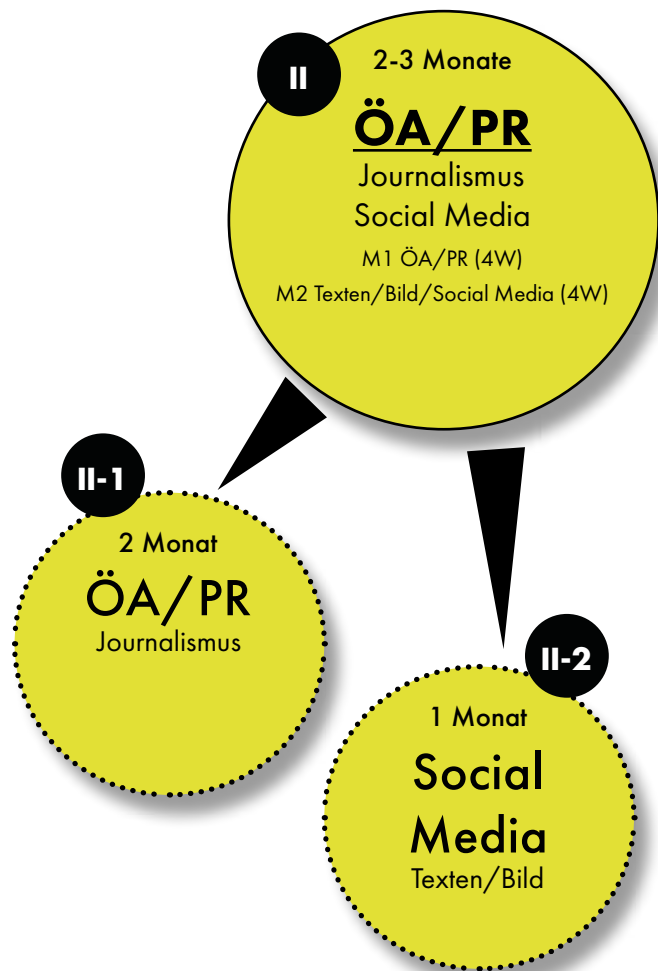 II
2-3 Monate
ÖA/PR
Journalismus
Social Media
M1 ÖA/PR (4W)
M2 Texten/Bild/Social Media (4W)
II-1
2 Monat
ÖA/PR
Journalismus
II-2
1 Monat
Social
Media
Texten/Bild